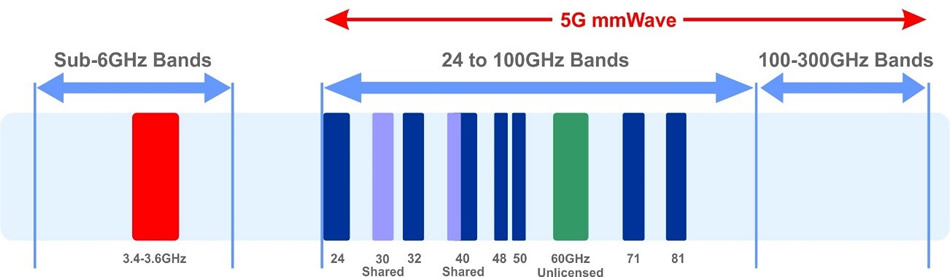 5G mmWave
Sub-6GHz Bands
24 to 100GHz Bands
100-300GHz Bands
3.4-3.6GHz
24
30
Shared
32
40
Shared
48
50
60GHz
Unlicensed
71
81